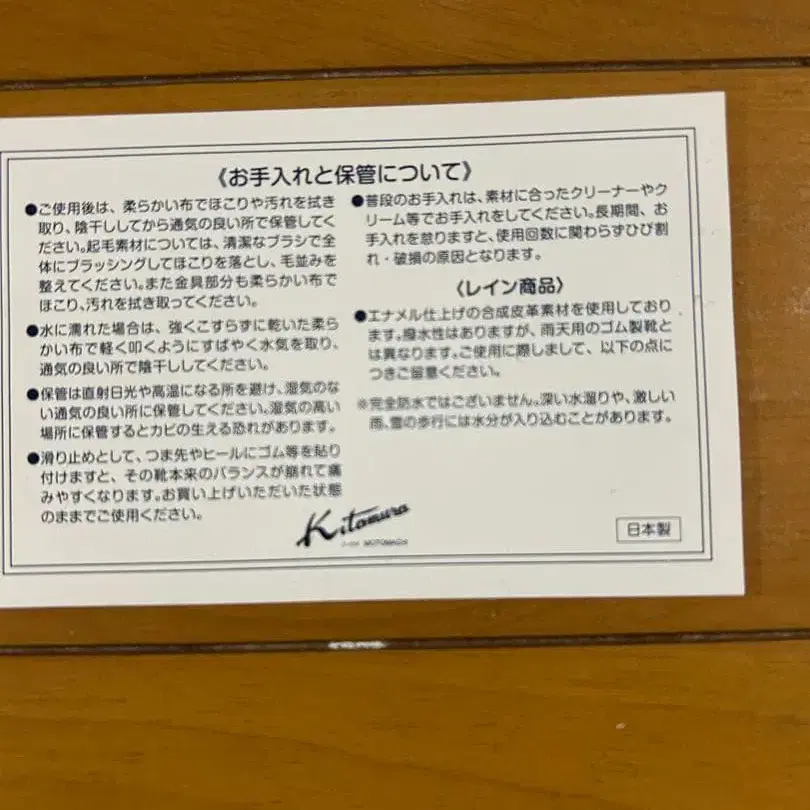 《お手入れと保管について》
●ご使用後は、柔らかい布でほこりや汚れを拭き
取り、陰干ししてから通気の良い所で保管してく
ださい。起毛素材については、清潔なブラシで全
体にブラッシングしてほこりを落とし、毛並みを
整えてください。また金具部分も柔らかい布で
ほこり、汚れを拭き取ってください。
●水に濡れた場合は、強くこすらずに乾いた柔ら
かい布で軽く叩くようにすばやく水気を取り、
通気の良い所で陰干ししてください。
●保管は直射日光や高温になる所を避け、湿気のな
い通気の良い所に保管してください。湿気の高い
場所に保管するとカビの生える恐れがあります。
●滑り止めとして、つま先やヒールにゴム等を貼り
付けますと、その靴本来のバランスが崩れて痛
みやすくなります。お買い上げいただいた状態
のままでご使用ください。
●普段のお手入れは、素材に合ったクリーナーやク
リーム等でお手入れをしてください。長期間、お
手入れを怠りますと、使用回数に関わらずひび割
れ・破損の原因となります。
〈レイン商品〉
●エナメル仕上げの合成皮革素材を使用しており
ます。撥水性はありますが、雨天用のゴム製靴と
は異なります。ご使用に際しまして、以下の点に
つきご留意ください。
※完全防水ではございません。深い水溜りや、激しい
雨、雪の歩行には水分が入り込むことがあります。
Kitamura
MOTOMACHI
日本製